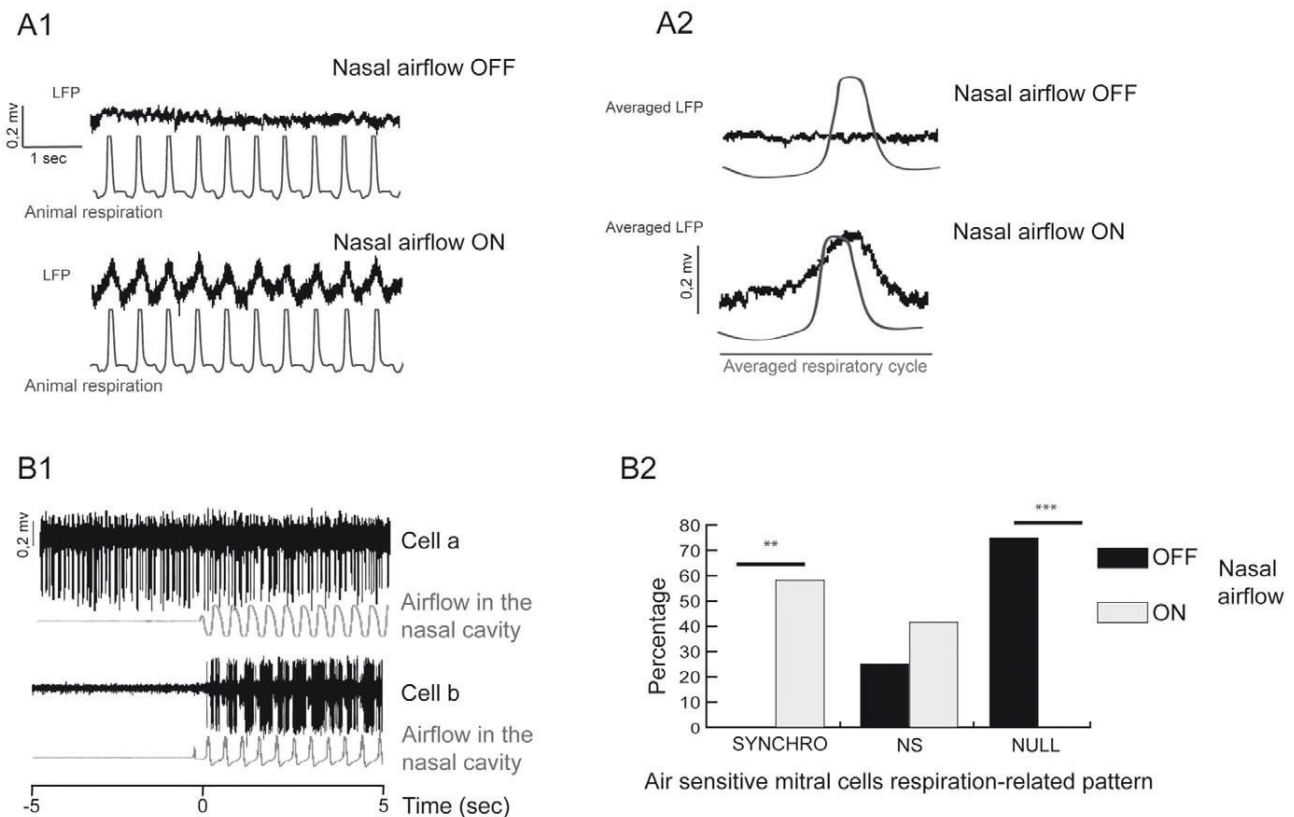 A1
Nasal airflow OFF
LFP
0,2 mv
1 sec
Animal respiration
Nasal airflow ON
LFP
Animal respiration
A2
Averaged LFP
Nasal airflow OFF
Averaged LFP
Nasal airflow ON
0,2 mv
Averaged respiratory cycle
B1
0,2 mv
Cell a
Airflow in the
nasal cavity
Cell b
Airflow in the
nasal cavity
-5
0
5
Time (sec)
B2
Percentage
80
70
60
50
40
30
20
10
0
**
***
SYNCHRO
NS
NULL
OFF
ON
Nasal
airflow
Air sensitive mitral cells respiration-related pattern